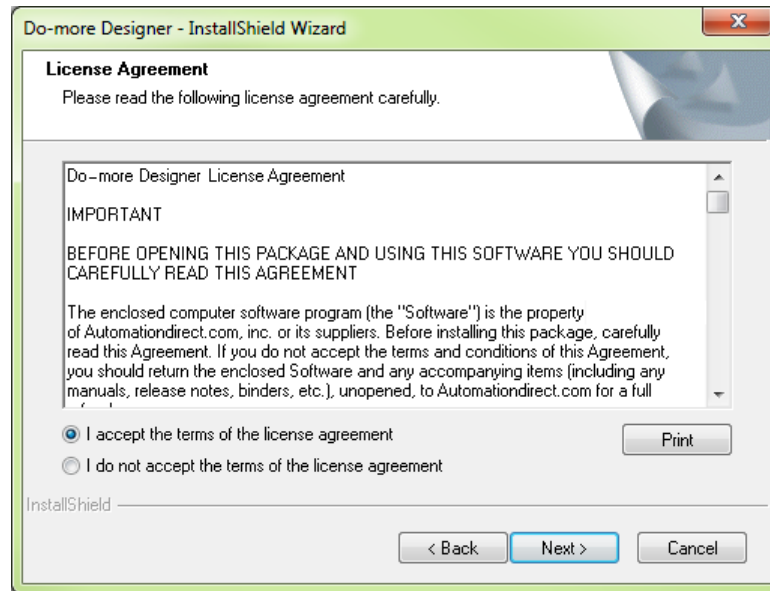 Do-more Designer - InstallShield Wizard
License Agreement
Please read the following license agreement carefully.
Do-more Designer License Agreement
IMPORTANT
BEFORE OPENING THIS PACKAGE AND USING THIS SOFTWARE YOU SHOULD
CAREFULLY READ THIS AGREEMENT
The enclosed computer software program (the "Software") is the property
of Automationdirect.com, inc. or its suppliers. Before installing this package, carefully
read this Agreement. If you do not accept the terms and conditions of this Agreement,
you should return the enclosed Software and any accompanying items (including any
manuals, release notes, binders, etc.), unopened, to Automationdirect.com for a full
I accept the terms of the license agreement
Print
I do not accept the terms of the license agreement
InstallShield
< Back
Next >
Cancel